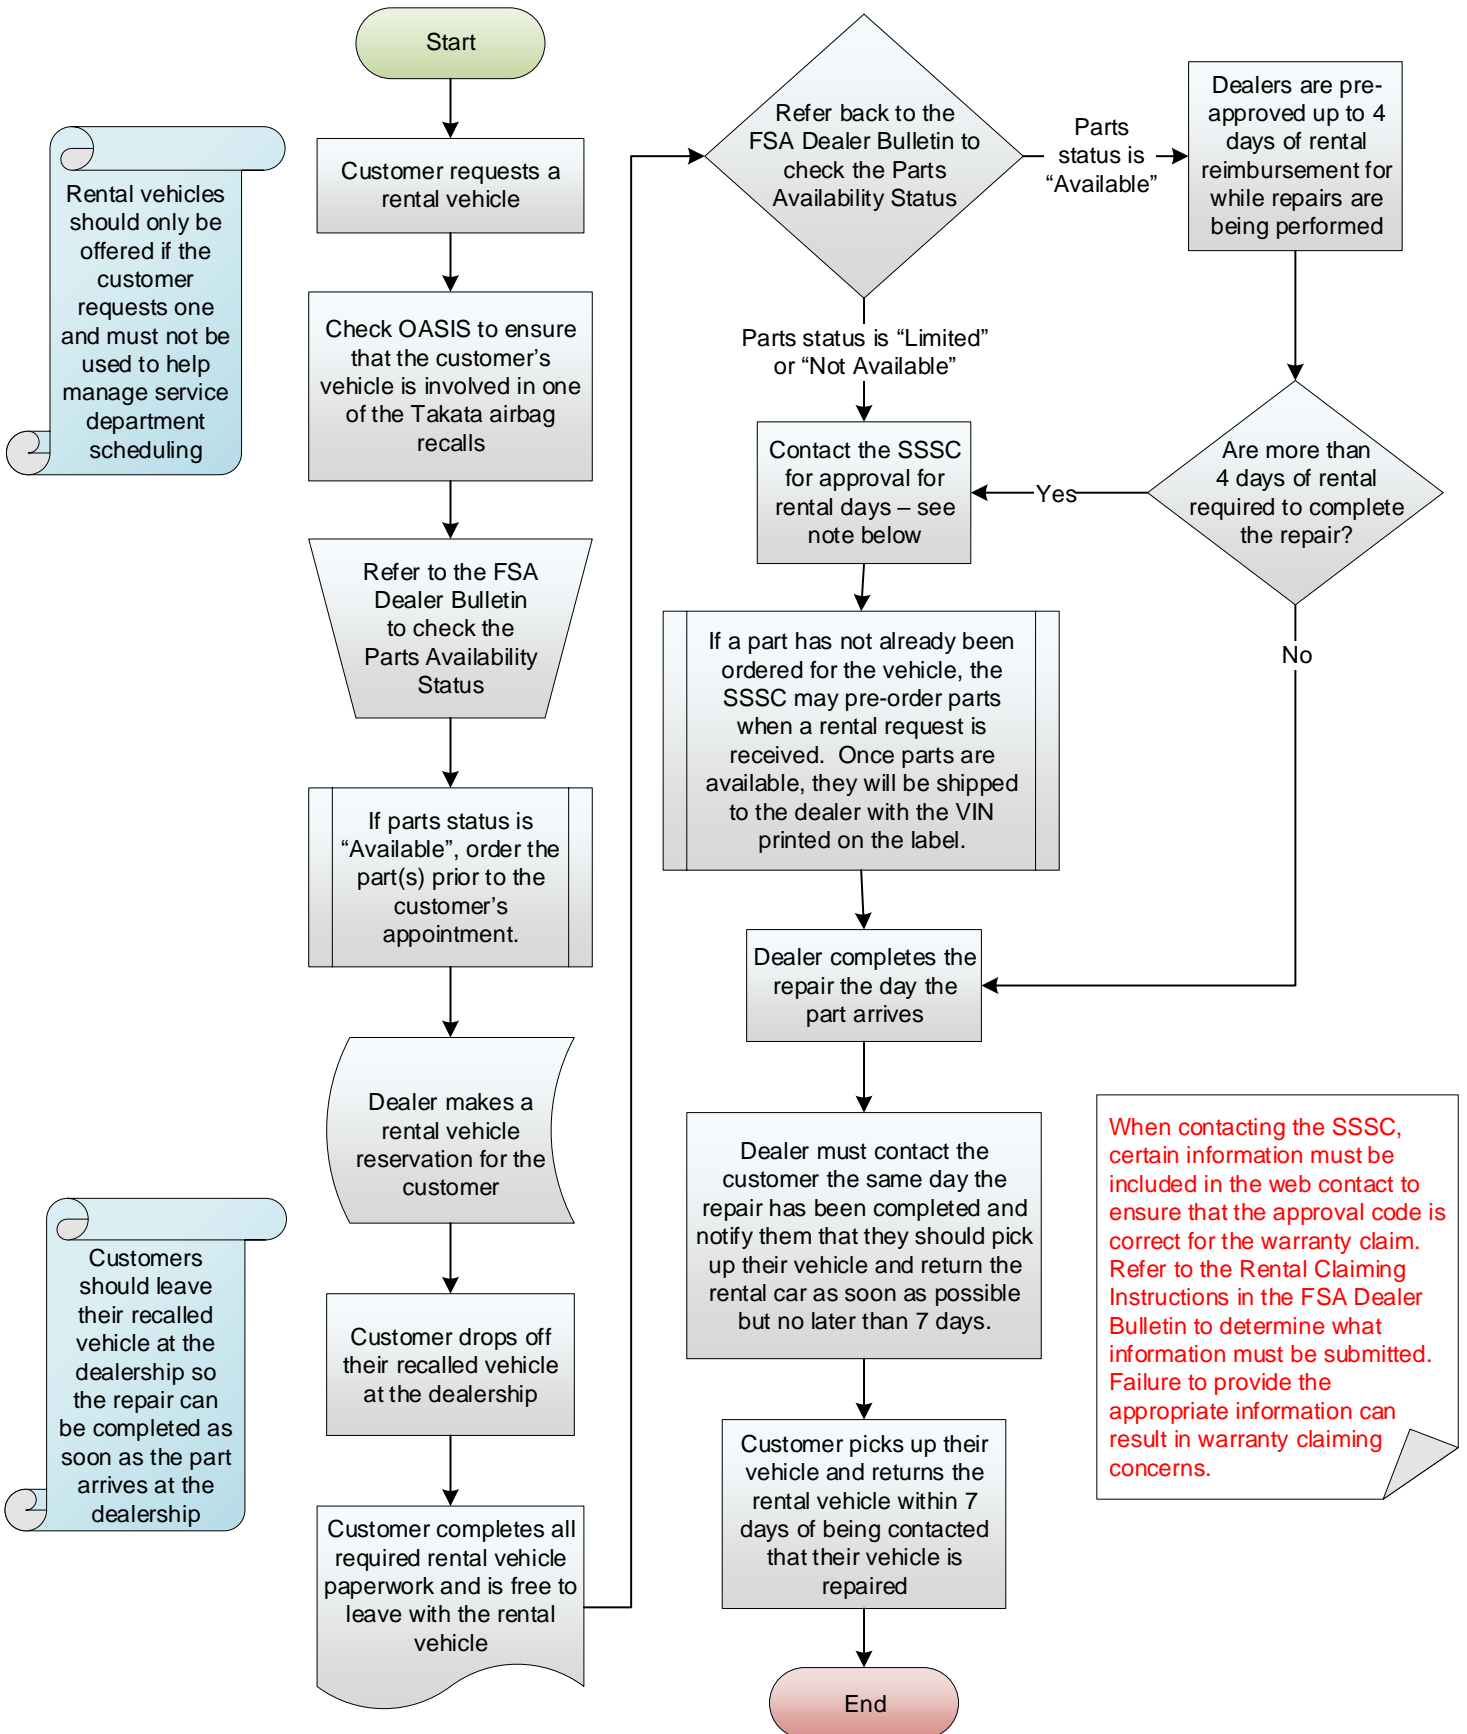 Start
Customer requests a
rental vehicle
Rental vehicles
should only be
offered if the
customer
requests one
and must not be
used to help
manage service
department
scheduling
Check OASIS to ensure
that the customer’s
vehicle is involved in one
of the Takata airbag
recalls
Refer to the FSA
Dealer Bulletin
to check the
Parts Availability
Status
If parts status is
“Available”, order the
part(s) prior to the
customer’s
appointment.
Dealer makes a
rental vehicle
reservation for the
customer
Customers
should leave
their recalled
vehicle at the
dealership so
the repair can
be completed as
soon as the part
arrives at the
dealership
Customer drops off
their recalled vehicle
at the dealership
Customer completes all
required rental vehicle
paperwork and is free to
leave with the rental
vehicle
Refer back to the
FSA Dealer Bulletin to
check the Parts
Availability Status
Parts
status is
“Available”
Dealers are pre-
approved up to 4
days of rental
reimbursement for
while repairs are
being performed
Parts status is “Limited”
or “Not Available”
Contact the SSSC
for approval for
rental days – see
note below
Yes
Are more than
4 days of rental
required to complete
the repair?
No
If a part has not already been
ordered for the vehicle, the
SSSC may pre-order parts
when a rental request is
received.  Once parts are
available, they will be shipped
to the dealer with the VIN
printed on the label.
Dealer completes the
repair the day the
part arrives
Dealer must contact the
customer the same day the
repair has been completed and
notify them that they should pick
up their vehicle and return the
rental car as soon as possible
but no later than 7 days.
Customer picks up their
vehicle and returns the
rental vehicle within 7
days of being contacted
that their vehicle is
repaired
End
When contacting the SSSC,
certain information must be
included in the web contact to
ensure that the approval code is
correct for the warranty claim.
Refer to the Rental Claiming
Instructions in the FSA Dealer
Bulletin to determine what
information must be submitted.
Failure to provide the
appropriate information can
result in warranty claiming
concerns.